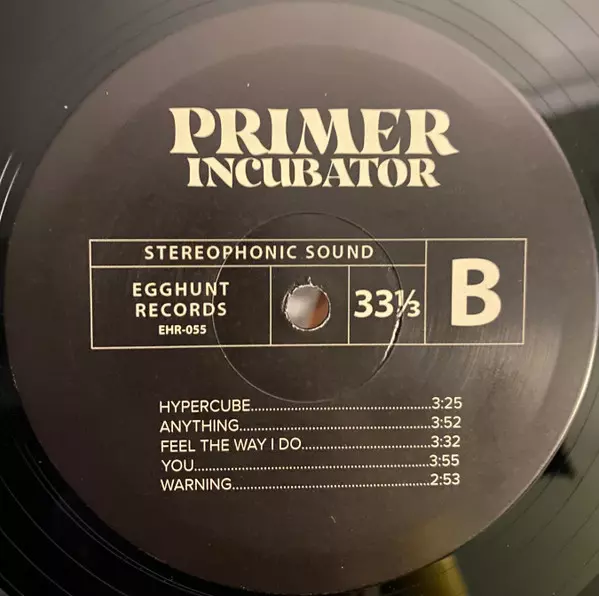 PRIMER
INCUBATOR
STEREOPHONIC SOUND
EGGHUNT
RECORDS
EHR-055
33⅓
B
HYPERCUBE..................................................3:25
ANYTHING....................................................3:52
FEEL THE WAY I DO....................................3:32
YOU................................................................3:55
WARNING.....................................................2:53